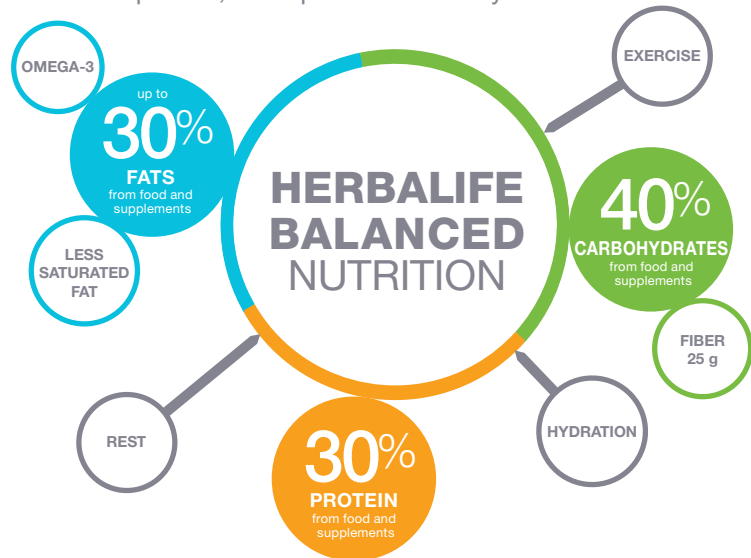 OMEGA-3
up to
30%
FATS
from food and
supplements
LESS
SATURATED
FAT
HERBALIFE
BALANCED
NUTRITION
EXERCISE
40%
CARBOHYDRATES
from food and
supplements
FIBER
25 g
REST
30%
PROTEIN
from food and
supplements
HYDRATION